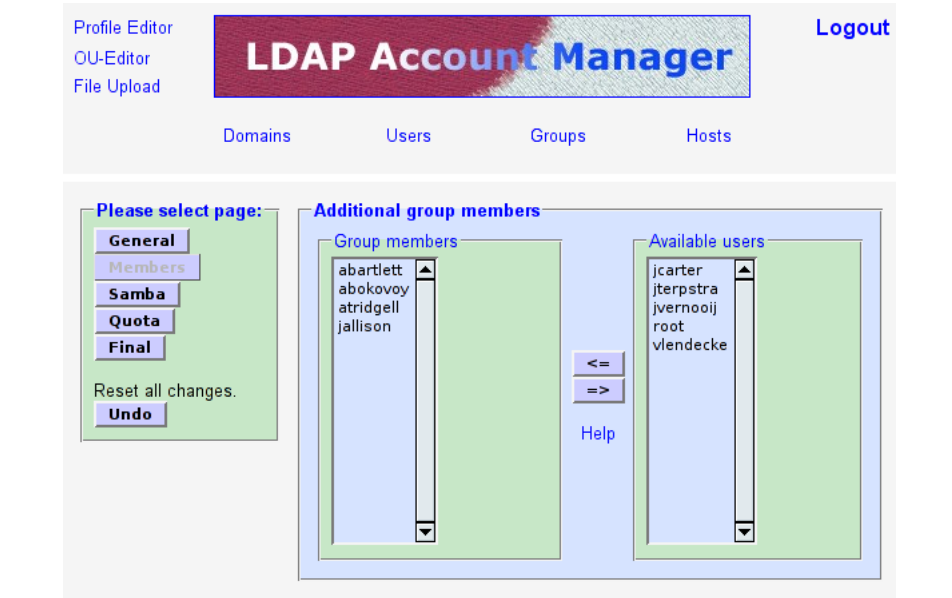 Profile Editor
OU-Editor
File Upload
LDAP Account Manager
Logout
Domains Users Groups Hosts
Please select page:
General
Members
Samba
Quota
Final
Reset all changes.
Undo
Additional group members
Group members
abartlett
abokovoy
atridgell
jallison
<=
=>
Help
Available users
jcarter
jterpstra
jvernooij
root
vlendecke